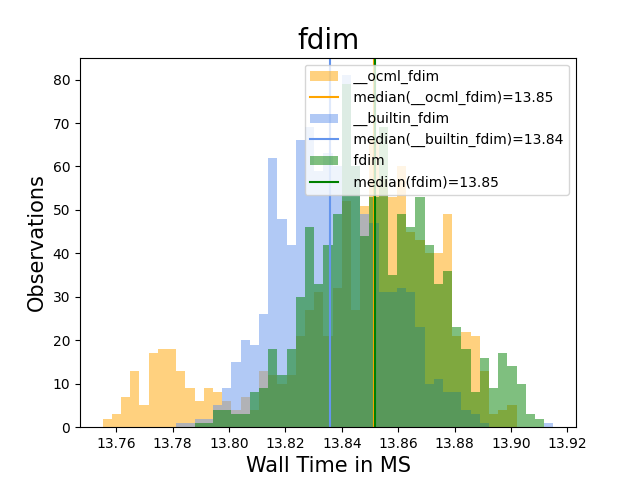 fdim
__ocml_fdim
median(__ocml_fdim)=13.85
__builtin_fdim
median(__builtin_fdim)=13.84
fdim
median(fdim)=13.85
Observations
80
70
60
50
40
30
20
10
0
13.76 13.78 13.80 13.82 13.84 13.86 13.88 13.90 13.92
Wall Time in MS